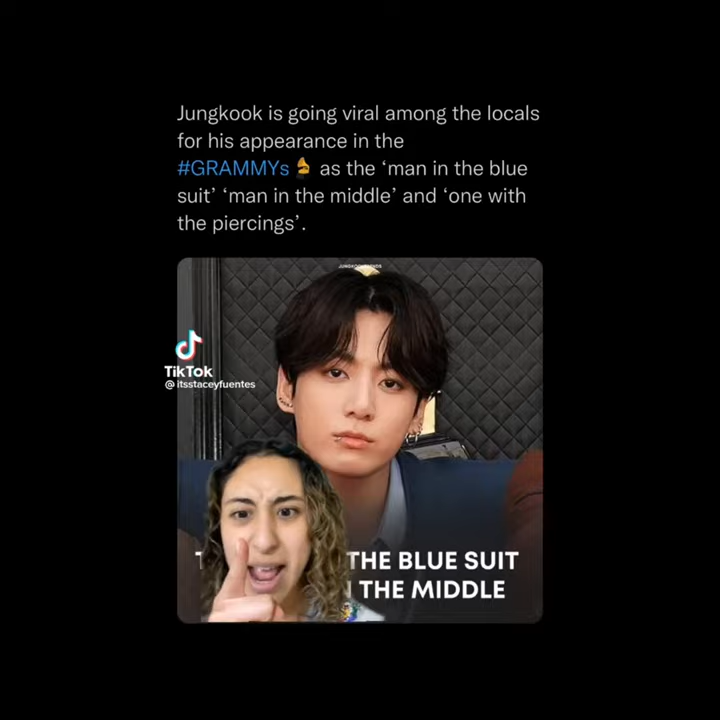 Jungkook is going viral among the locals
for his appearance in the
#GRAMMYs as the ‘man in the blue
suit’ ‘man in the middle’ and ‘one with
the piercings’.
TikTok
@itsstaceyfuentes
THE BLUE SUIT
THE MIDDLE